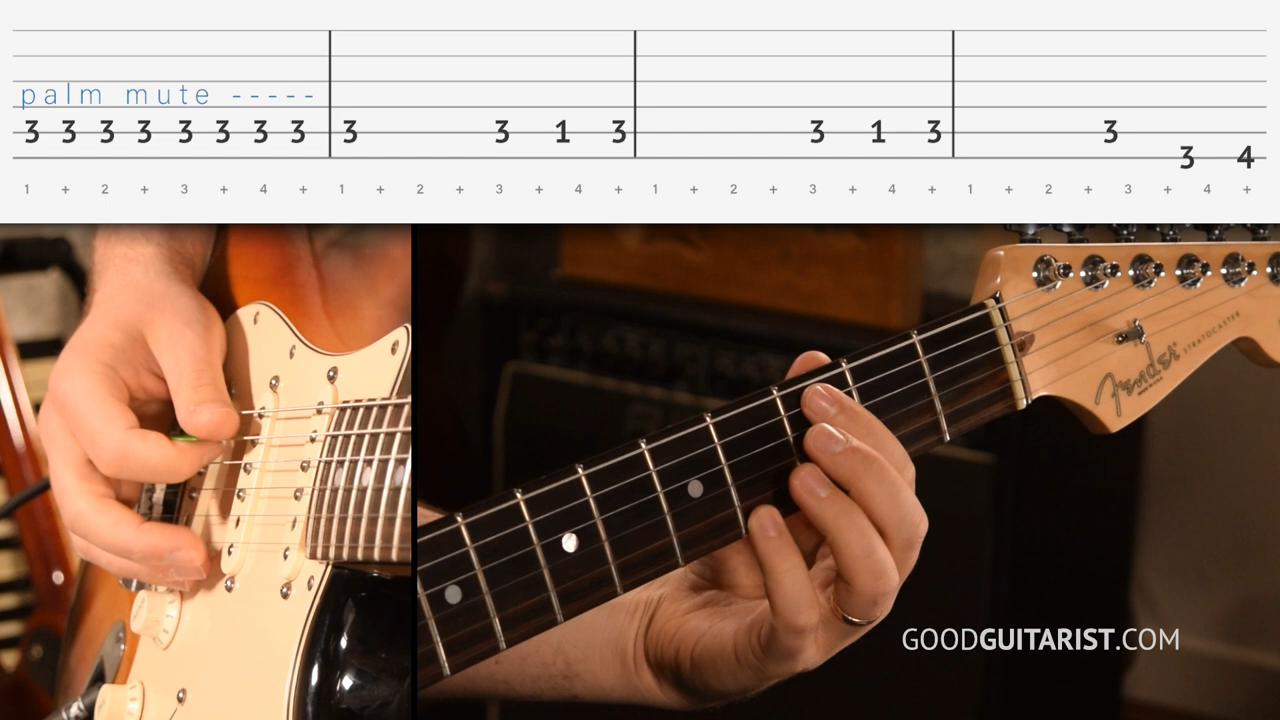 palm mute -----
3 3 3 3 3 3 3 3 3 3 1 3 3 1 3 3
3 4
1 + 2 + 3 + 4 + 1 + 2 + 3 + 4 + 1 + 2 + 3 + 4 + 1 + 2 + 3 + 4 +
Fender STRATOCASTER
GOODGUITARIST.COM